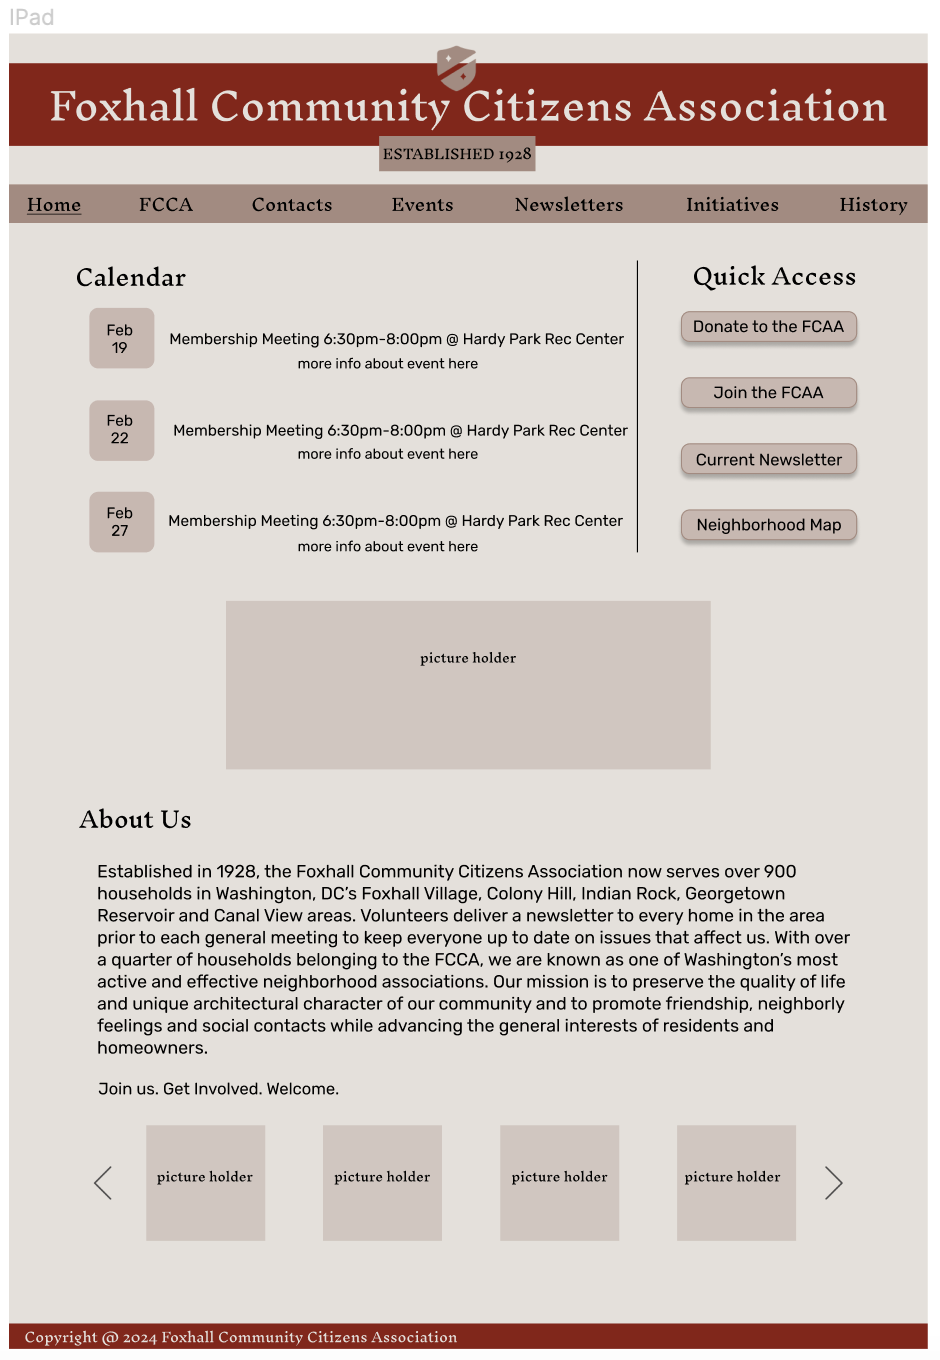 IPad
Foxhall Community Citizens Association
ESTABLISHED 1928
Home FCCA Contacts Events Newsletters Initiatives History
Calendar
Feb
19
Membership Meeting 6:30pm-8:00pm @ Hardy Park Rec Center
more info about event here
Feb
22
Membership Meeting 6:30pm-8:00pm @ Hardy Park Rec Center
more info about event here
Feb
27
Membership Meeting 6:30pm-8:00pm @ Hardy Park Rec Center
more info about event here
Quick Access
Donate to the FCAA
Join the FCAA
Current Newsletter
Neighborhood Map
picture holder
About Us
Established in 1928, the Foxhall Community Citizens Association now serves over 900
households in Washington, DC’s Foxhall Village, Colony Hill, Indian Rock, Georgetown
Reservoir and Canal View areas. Volunteers deliver a newsletter to every home in the area
prior to each general meeting to keep everyone up to date on issues that affect us. With over
a quarter of households belonging to the FCCA, we are known as one of Washington’s most
active and effective neighborhood associations. Our mission is to preserve the quality of life
and unique architectural character of our community and to promote friendship, neighborly
feelings and social contacts while advancing the general interests of residents and
homeowners.
Join us. Get Involved. Welcome.
picture holder picture holder picture holder picture holder
Copyright @ 2024 Foxhall Community Citizens Association